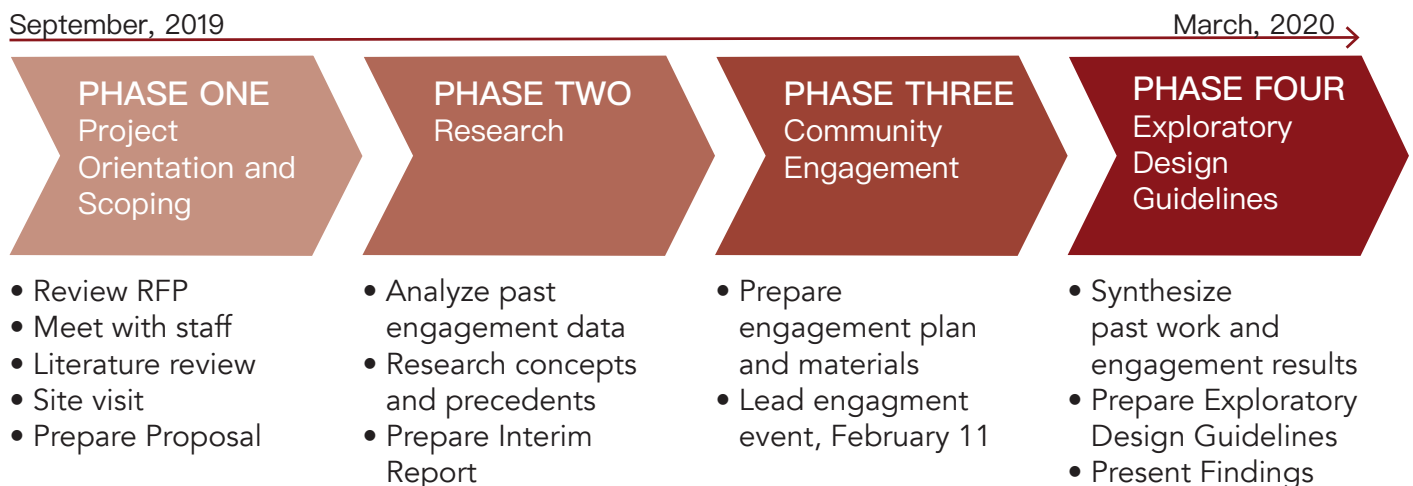 September, 2019
March, 2020
PHASE ONE
Project
Orientation and
Scoping
PHASE TWO
Research
PHASE THREE
Community
Engagement
PHASE FOUR
Exploratory
Design
Guidelines
• Review RFP
• Meet with staff
• Literature review
• Site visit
• Prepare Proposal
• Analyze past
engagement data
• Research concepts
and precedents
• Prepare Interim
Report
• Prepare
engagement plan
and materials
• Lead engagment
event, February 11
• Synthesize
past work and
engagement results
• Prepare Exploratory
Design Guidelines
• Present Findings